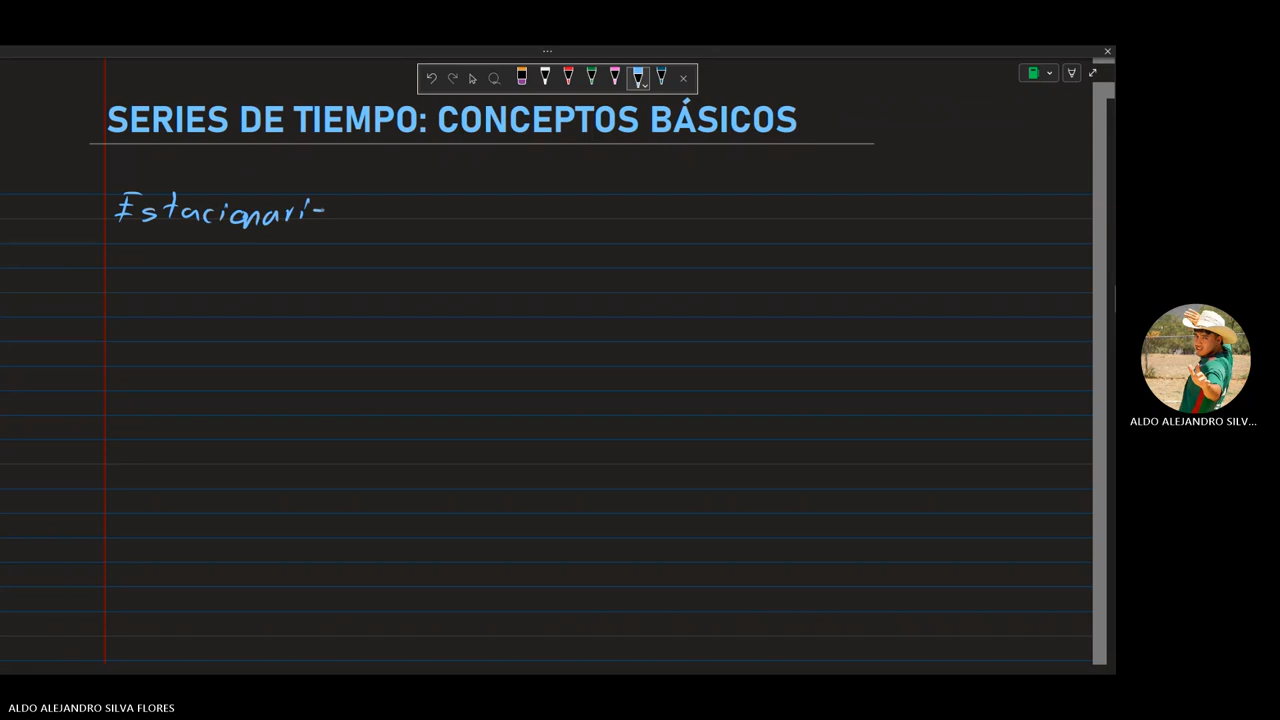 SERIES DE TIEMPO: CONCEPTOS BÁSICOS
Estacionari
ALDO ALEJANDRO SILV...
ALDO ALEJANDRO SILVA FLORES